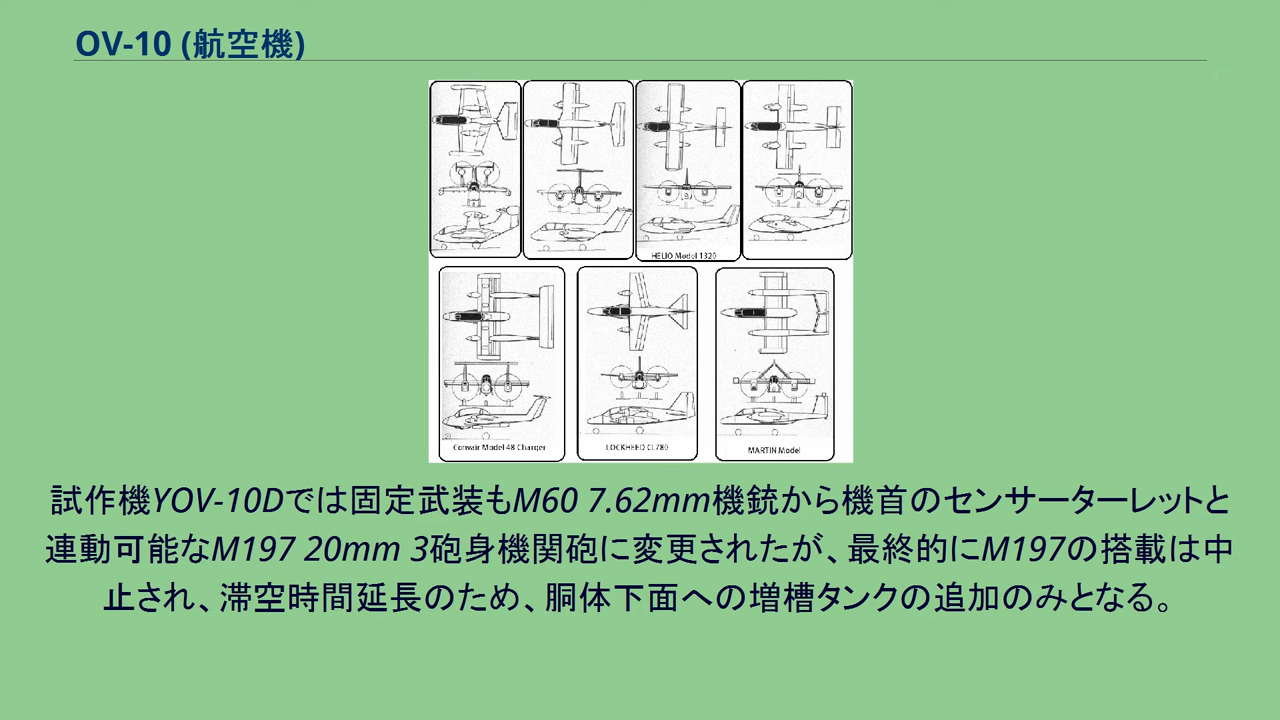 OV-10 (航空機)
HELIO Model 1320
Convair Model 48 Charger
LOCKHEED CL780
MARTIN Model
試作機YOV-10Dでは固定武装もM60 7.62mm機銃から機首のセンサーターレットと
連動可能なM197 20mm 3砲身機関砲に変更されたが、最終的にM197の搭載は中
止され、滞空時間延長のため、胴体下面への増槽タンクの追加のみとなる。